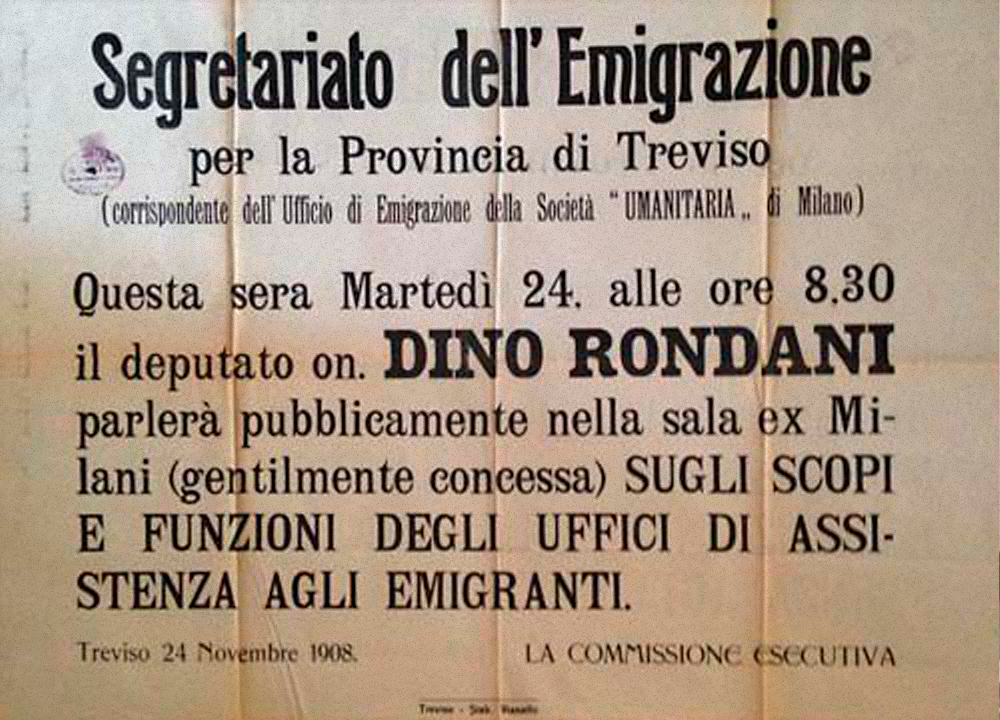 Segretariato dell'Emigrazione
per la Provincia di Treviso
(corrispondente dell'Ufficio di Emigrazione della Società "UMANITARIA„ di Milano)
Questa sera Martedì 24. alle ore 8.30
il deputato on. DINO RONDANI
parlerà pubblicamente nella sala ex Mi-
lani (gentilmente concessa) SUGLI SCOPI
E FUNZIONI DEGLI UFFICI DI ASSI-
STENZA AGLI EMIGRANTI.
Treviso 24 Novembre 1908.
LA COMMISSIONE ESECUTIVA
Treviso - Stab.